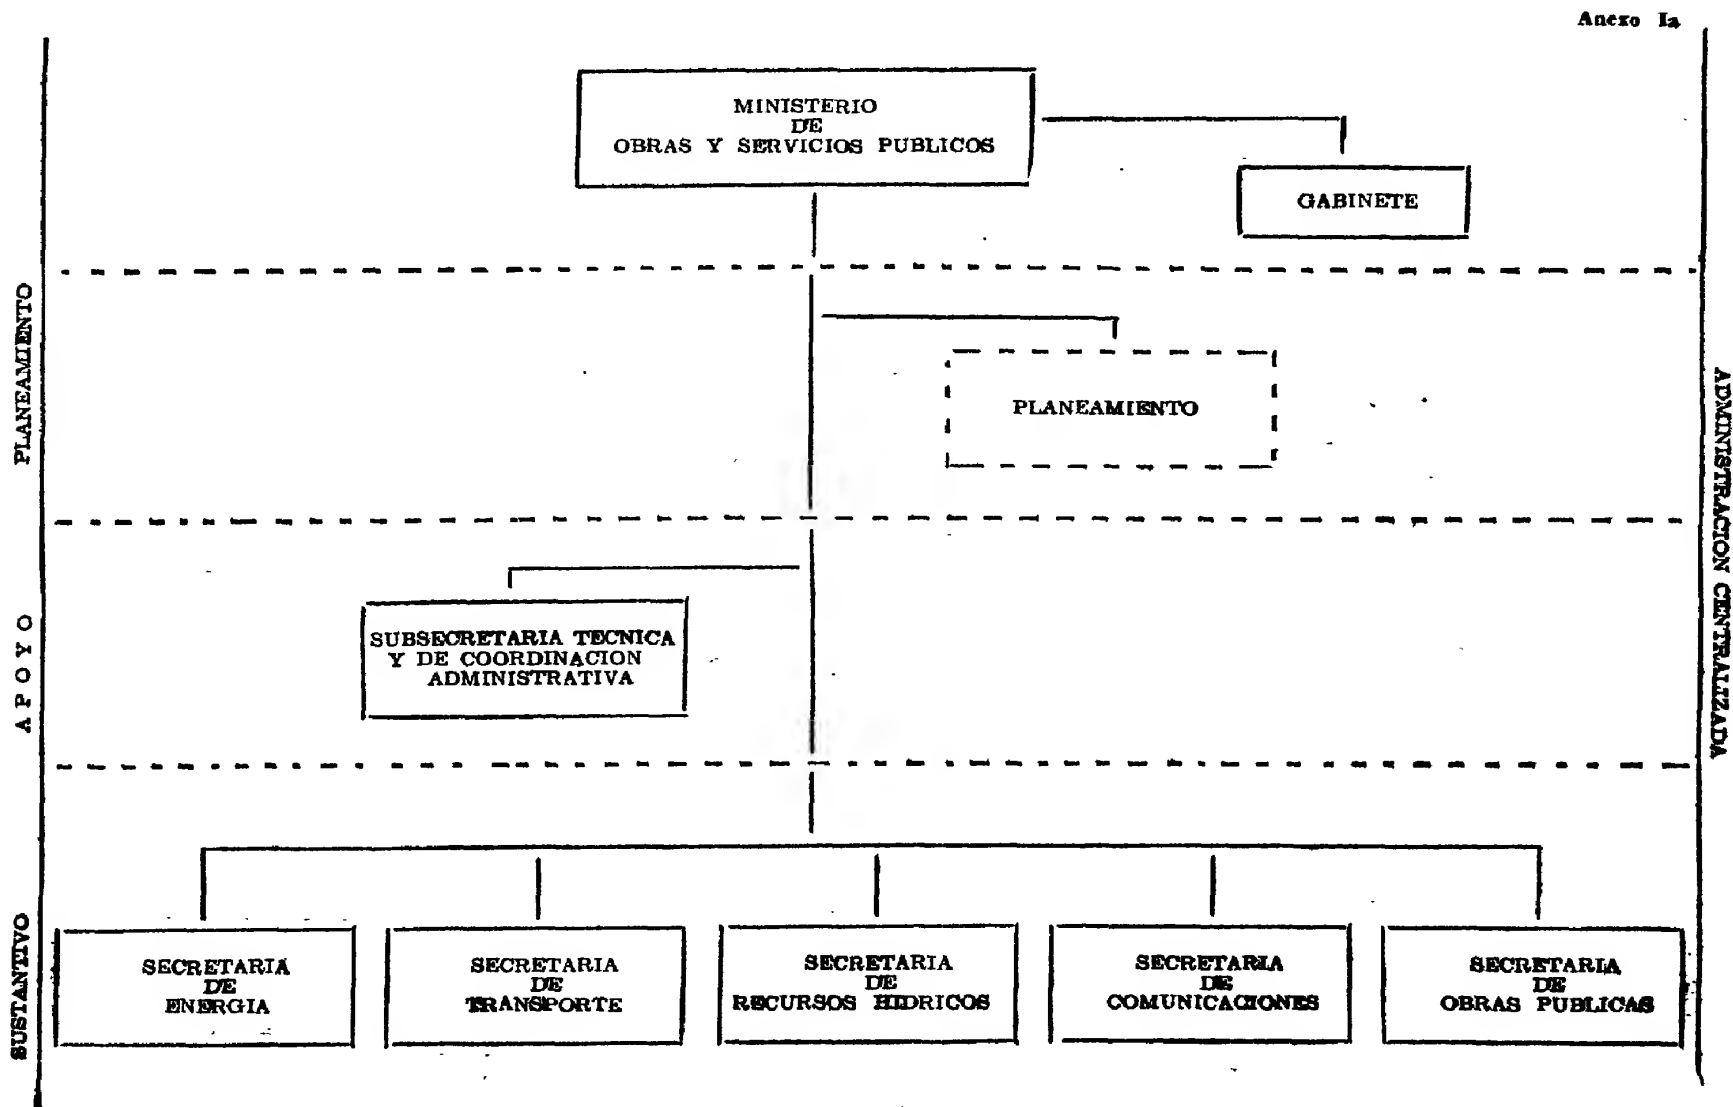 Anexo Ia
MINISTERIO
DE
OBRAS Y SERVICIOS PUBLICOS
GABINETE
PLANEAMIENTO
PLANEAMIENTO
ADMINISTRACION CENTRALIZADA
APOYO
SUBSECRETARIA TECNICA
Y DE COORDINACION
ADMINISTRATIVA
SUSTANTIVO
SECRETARIA
DE
ENERGIA
SECRETARIA
DE
TRANSPORTE
SECRETARIA
DE
RECURSOS HIDRICOS
SECRETARIA
DE
COMUNICACIONES
SECRETARIA
DE
OBRAS PUBLICAS